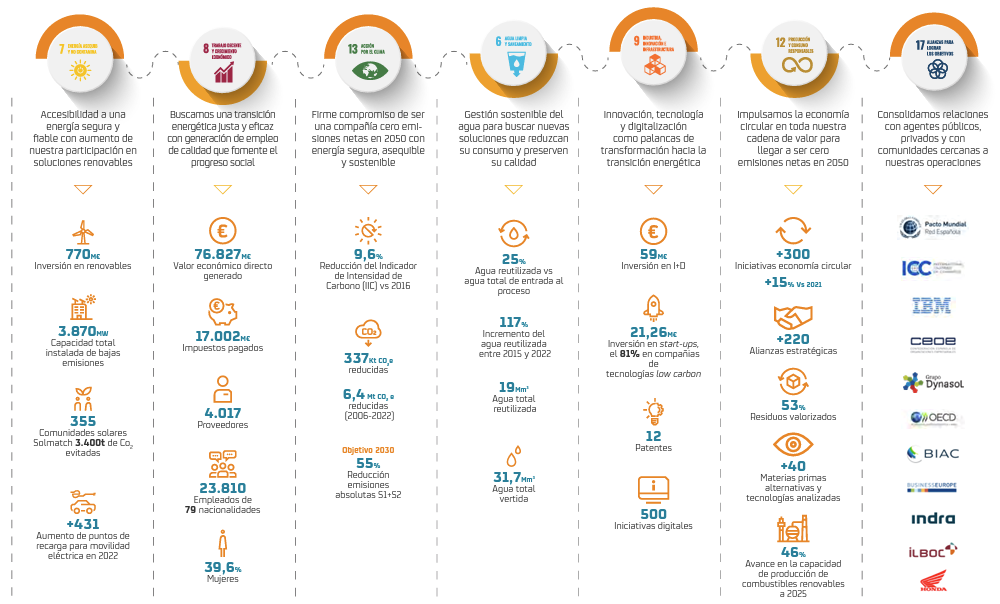 7 ENERGÍA ASEQUIBLE
Y NO CONTAMINANTE
Accesibilidad a una
energía segura y
fiable con aumento de
nuestra participación en
soluciones renovables
770M€
Inversión en renovables
3.870MW
Capacidad total
instalada de bajas
emisiones
355
Comunidades solares
Solmatch 3.400t de Co2
evitadas
+431
Aumento de puntos de
recarga para movilidad
eléctrica en 2022
8 TRABAJO DECENTE
Y CRECIMIENTO
ECONÓMICO
Buscamos una transición
energética justa y eficaz
con generación de empleo
de calidad que fomente el
progreso social
76.827M€
Valor económico directo
generado
17.002M€
Impuestos pagados
4.017
Proveedores
23.810
Empleados de
79 nacionalidades
39,6%
Mujeres
13 ACCIÓN
POR EL CLIMA
Firme compromiso de ser
una compañía cero emi-
siones netas en 2050 con
energía segura, asequible
y sostenible
9,6%
Reducción del Indicador
de Intensidad de
Carbono (IIC) vs 2016
CO2
337Kt CO2e
reducidas
6,4 Mt CO2 e
reducidas
(2006-2022)
Objetivo 2030
55%
Reducción
emisiones
absolutas S1+S2
6 AGUA LIMPIA
Y SANEAMIENTO
Gestión sostenible del
agua para buscar nuevas
soluciones que reduzcan
su consumo y preserven
su calidad
25%
Agua reutilizada vs
agua total de entrada al
proceso
117%
Incremento del
agua reutilizada
entre 2015 y 2022
19Mm³
Agua total
reutilizada
31,7Mm³
Agua total
vertida
9 INDUSTRIA,
INNOVACIÓN E
INFRAESTRUCTURA
Innovación, tecnología
y digitalización
como palancas de
transformación hacia la
transición energética
59M€
Inversión en I+D
21,26M€
Inversión en start-ups,
el 81% en compañías
de
tecnologías low carbon
12
Patentes
500
Iniciativas digitales
12 PRODUCCIÓN
Y CONSUMO
RESPONSABLES
Impulsamos la economía
circular en toda nuestra
cadena de valor para
llegar a ser cero
emisiones netas en 2050
+300
Iniciativas economía circular
+15% Vs 2021
+220
Alianzas estratégicas
53%
Residuos valorizados
+40
Materias primas
alternativas y
tecnologías analizadas
46%
Avance en la capacidad
de producción de
combustibles renovables
a 2025
17 ALIANZAS PARA
LOGRAR
LOS OBJETIVOS
Consolidamos relaciones
con agentes públicos,
privados y con
comunidades cercanas a
nuestras operaciones
Pacto Mundial
Red Española
ICC
IBM
CEOE
Grupo
Dynasol
OECD
BIAC
BUSINESSEUROPE
indra
iLBOC
HONDA